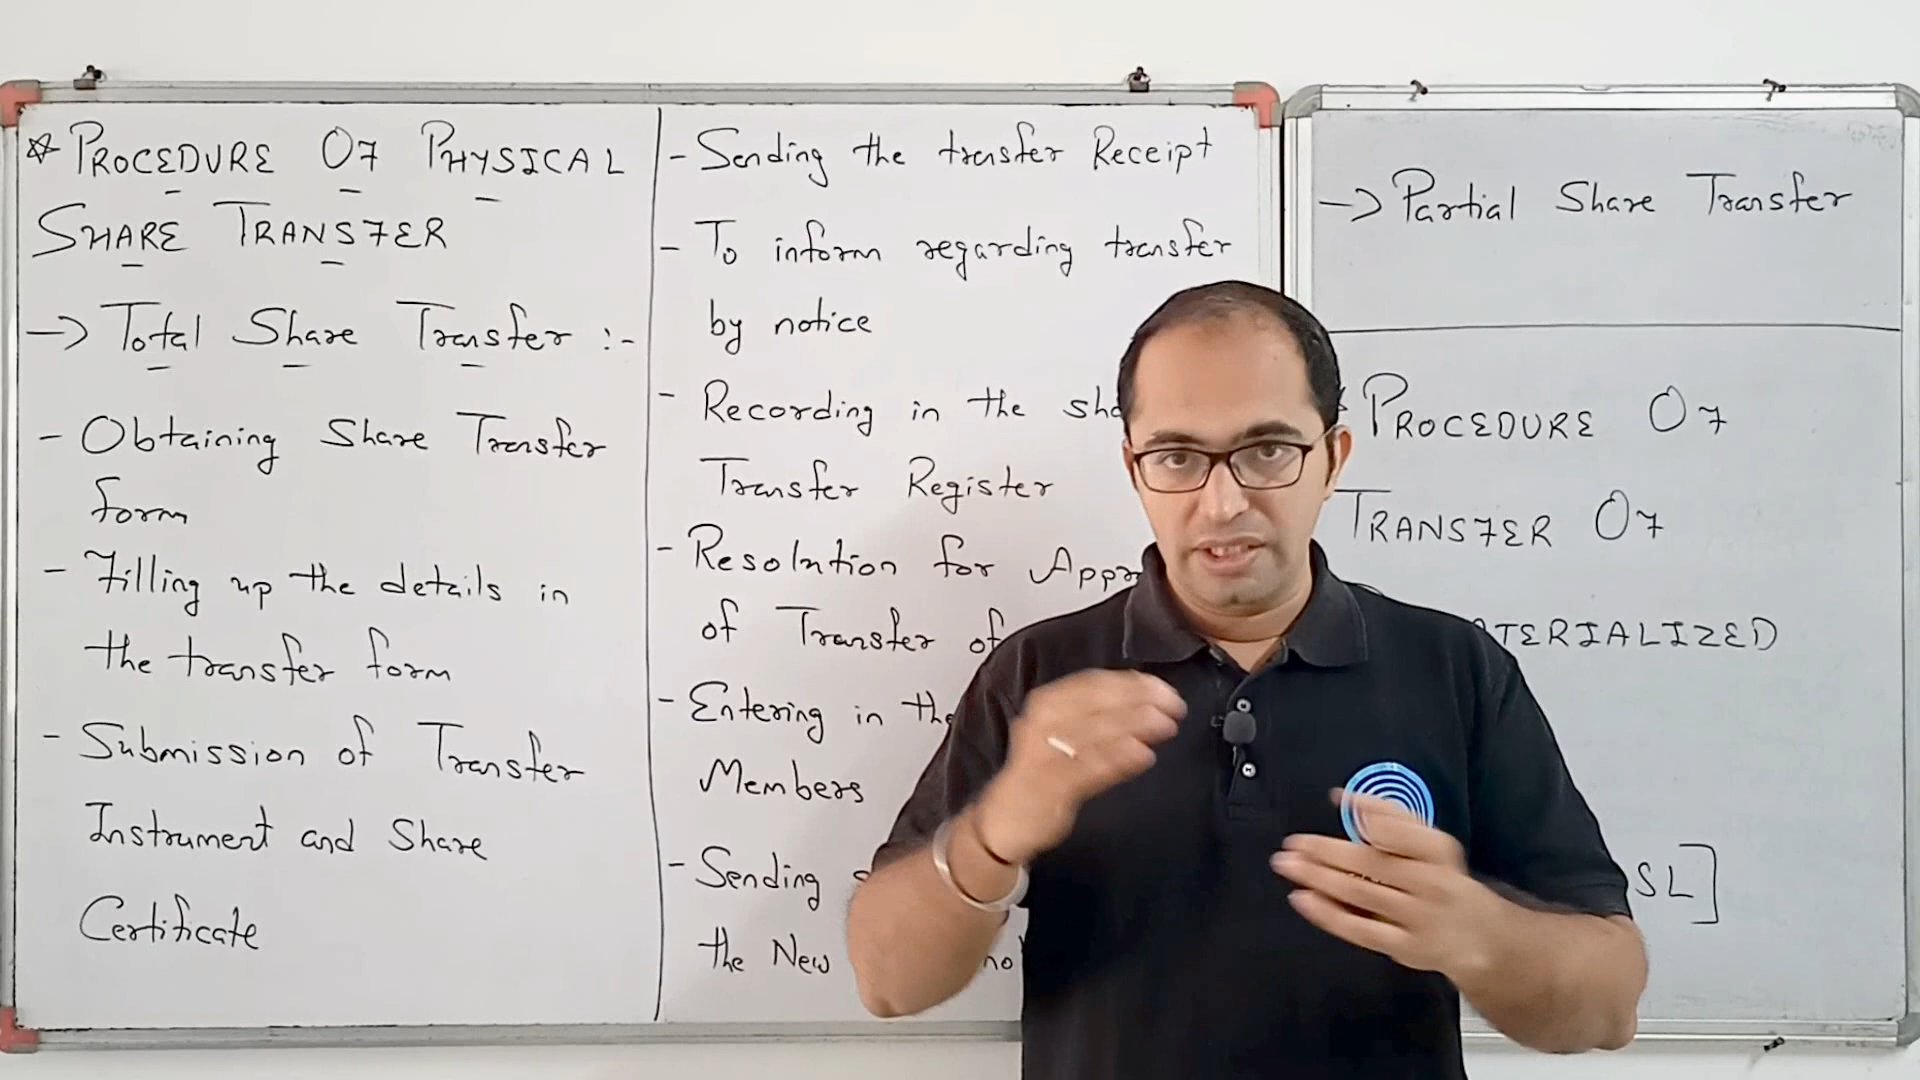 * PROCEDURE OF PHYSICAL
SHARE TRANSFER
-> Total Share Transfer :-
- Obtaining Share Transfer
form
- Filling up the details in
the transfer form
- Submission of Transfer
Instrument and Share
Certificate
- Sending the transfer Receipt
- To inform regarding transfer
by notice
- Recording in the
Transfer Register
- Resolution for
of Transfer of
- Entering in the
Members
- Sending
the New
-> Partial Share Transfer
PROCEDURE OF
TRANSFER OF